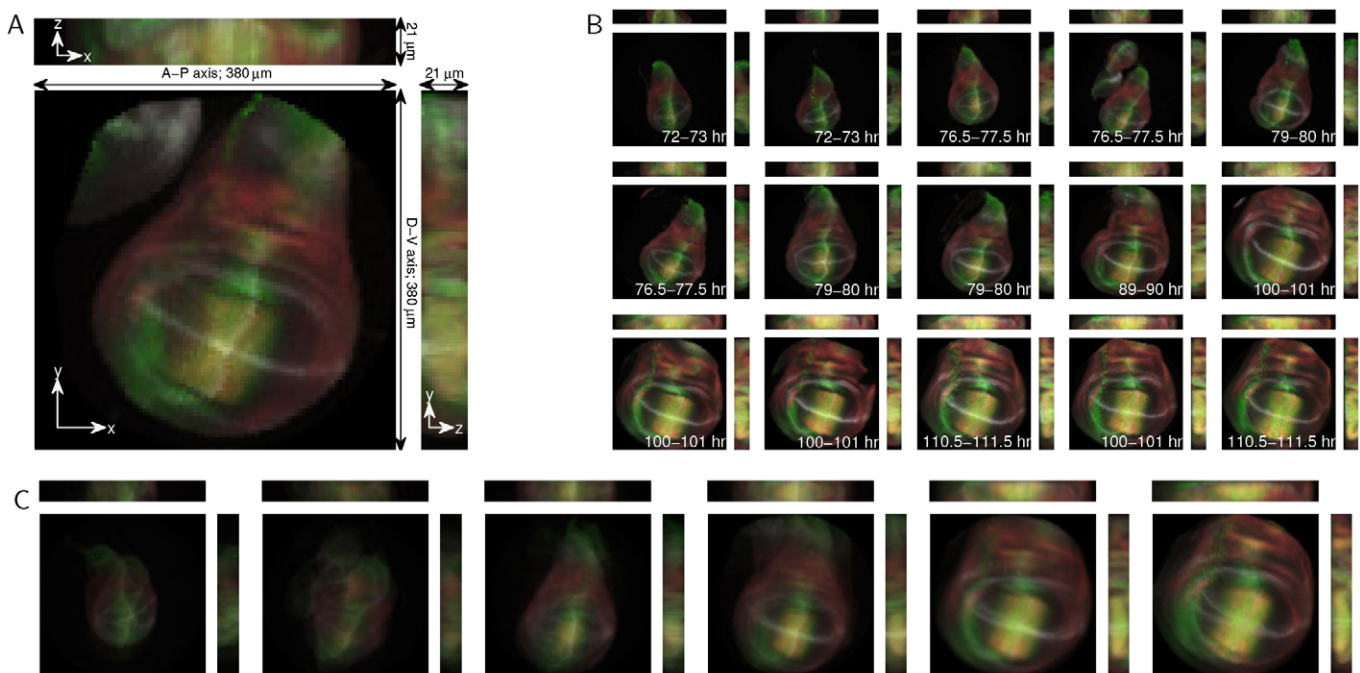 A
z
x
21 µm
A–P axis; 380 µm
21 µm
D–V axis; 380 µm
y
x
y
z
B
72–73 hr
72–73 hr
76.5–77.5 hr
76.5–77.5 hr
79–80 hr
76.5–77.5 hr
79–80 hr
79–80 hr
89–90 hr
100–101 hr
100–101 hr
100–101 hr
110.5–111.5 hr
100–101 hr
110.5–111.5 hr
C